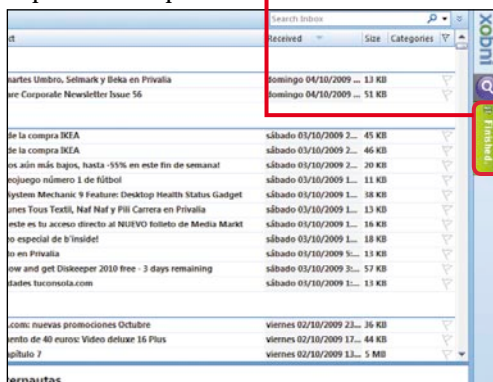 Search Inbox
ct Received Size Categories
martes Umbro, Selmark y Beka en Privalia domingo 04/10/2009 ... 13 KB
re Corporate Newsletter Issue 56 domingo 04/10/2009 ... 51 KB
de la compra IKEA sábado 03/10/2009 2... 45 KB
de la compra IKEA sábado 03/10/2009 2... 46 KB
os aún más bajos, hasta -55% en este fin de semana! sábado 03/10/2009 2... 20 KB
eojuego número 1 de fútbol sábado 03/10/2009 1... 11 KB
System Mechanic 9 Feature: Desktop Health Status Gadget sábado 03/10/2009 1... 38 KB
unes Tous Textil, Naf Naf y Pili Carrera en Privalia sábado 03/10/2009 1... 13 KB
este es tu acceso directo al NUEVO folleto de Media Markt sábado 03/10/2009 1... 16 KB
o especial de b'inside! sábado 03/10/2009 1... 18 KB
to en Privalia sábado 03/10/2009 5:... 13 KB
ow and get Diskeeper 2010 free - 3 days remaining sábado 03/10/2009 3:... 57 KB
dades tuconsola.com sábado 03/10/2009 1:... 13 KB
.com: nuevas promociones Octubre viernes 02/10/2009 23... 36 KB
ento de 40 euros: Video deluxe 16 Plus viernes 02/10/2009 17... 44 KB
apítulo 7 viernes 02/10/2009 13... 5 MB
ernautas
xobni
Finished.